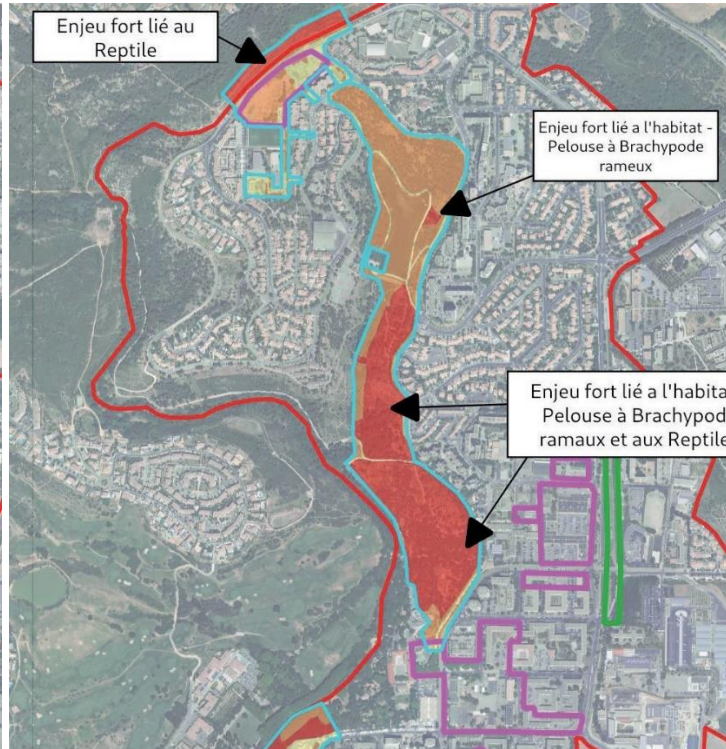 Enjeu fort lié au
Reptile
Enjeu fort lié a l'habitat -
Pelouse à Brachypode
rameux
Enjeu fort lié a l'habita
Pelouse à Brachypod
ramaux et aux Reptile